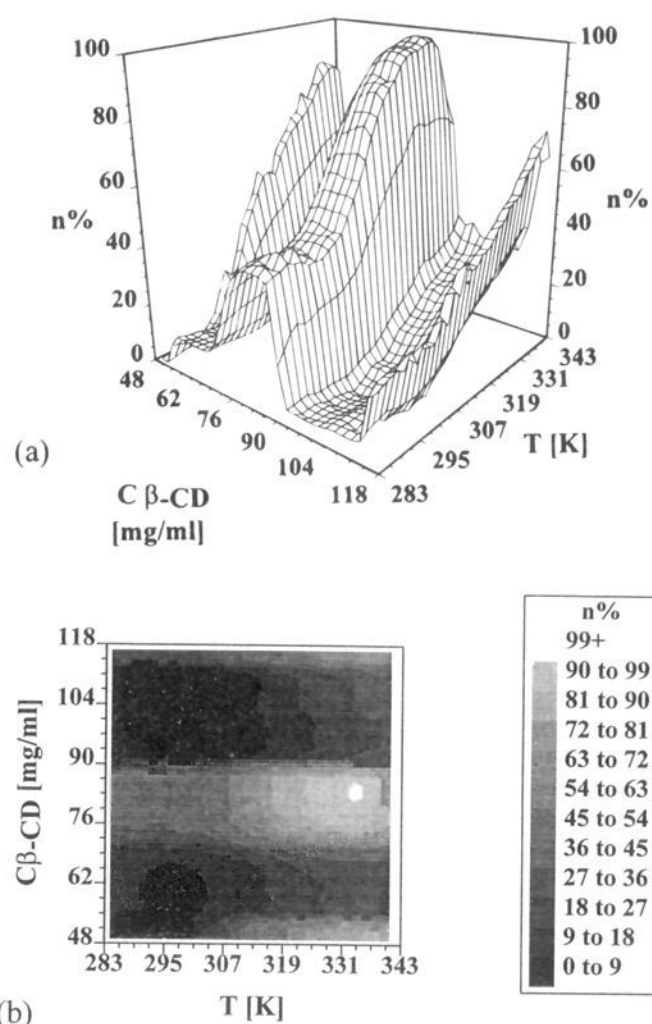 100
80
60
n%
40
20
0
48
62
76
90
104
118
100
80
60
n%
40
20
0
343
331
319
307
295
283
T [K]
(a)
C β-CD
[mg/ml]
118
104
90
76
62
48
Cβ-CD [mg/ml]
283
295
307
319
331
343
T [K]
(b)
n%
99+
90 to 99
81 to 90
72 to 81
63 to 72
54 to 63
45 to 54
36 to 45
27 to 36
18 to 27
9 to 18
0 to 9